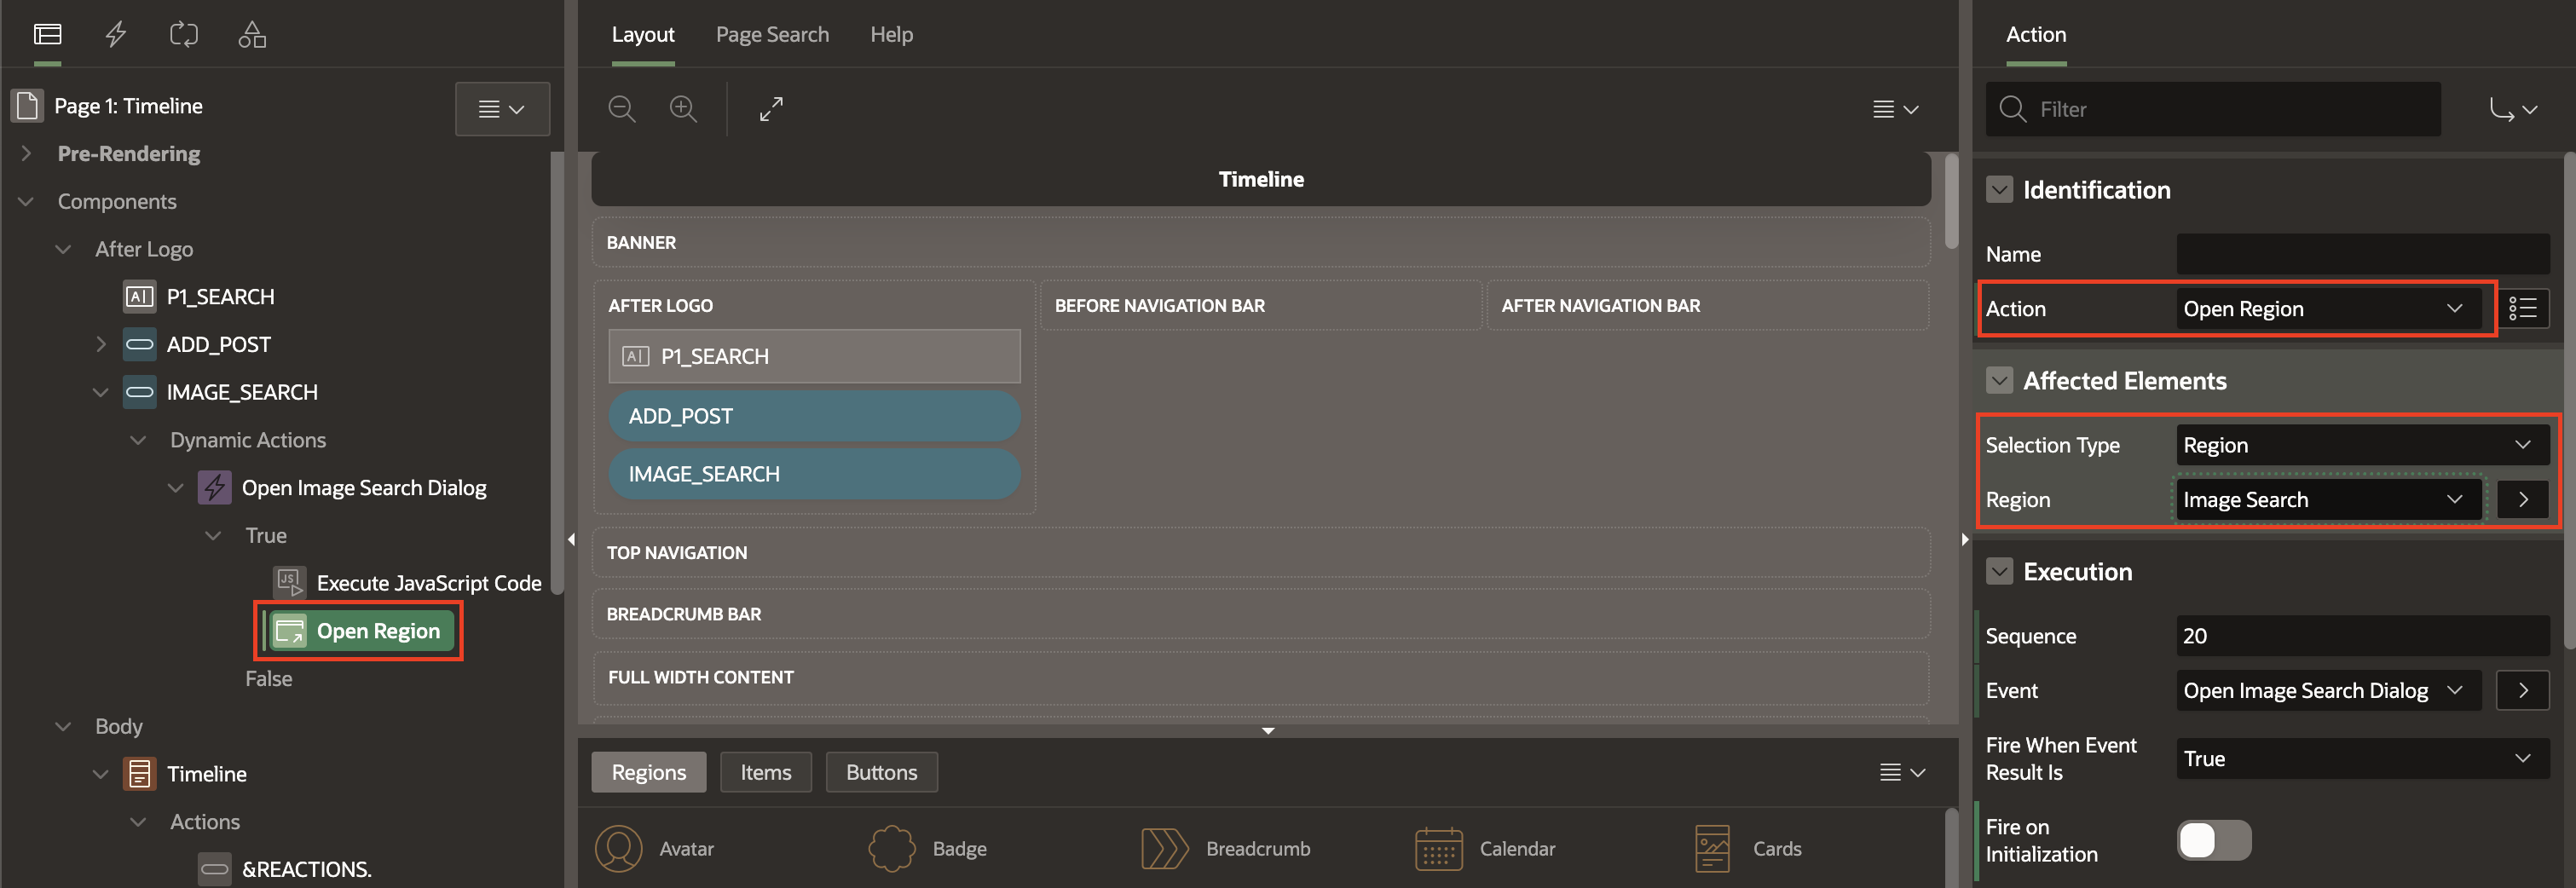 Page 1: Timeline
Pre-Rendering
Components
After Logo
P1_SEARCH
ADD_POST
IMAGE_SEARCH
Dynamic Actions
Open Image Search Dialog
True
JS
Execute JavaScript Code
Open Region
False
Body
Timeline
Actions
&REACTIONS.
Layout
Page Search
Help
Timeline
BANNER
AFTER LOGO
BEFORE NAVIGATION BAR
AFTER NAVIGATION BAR
P1_SEARCH
ADD_POST
IMAGE_SEARCH
TOP NAVIGATION
BREADCRUMB BAR
FULL WIDTH CONTENT
Regions
Items
Buttons
Avatar
Badge
Breadcrumb
Calendar
Cards
Action
Filter
Identification
Name
Action
Open Region
Affected Elements
Selection Type
Region
Region
Image Search
Execution
Sequence
20
Event
Open Image Search Dialog
Fire When Event
Result Is
True
Fire on
Initialization